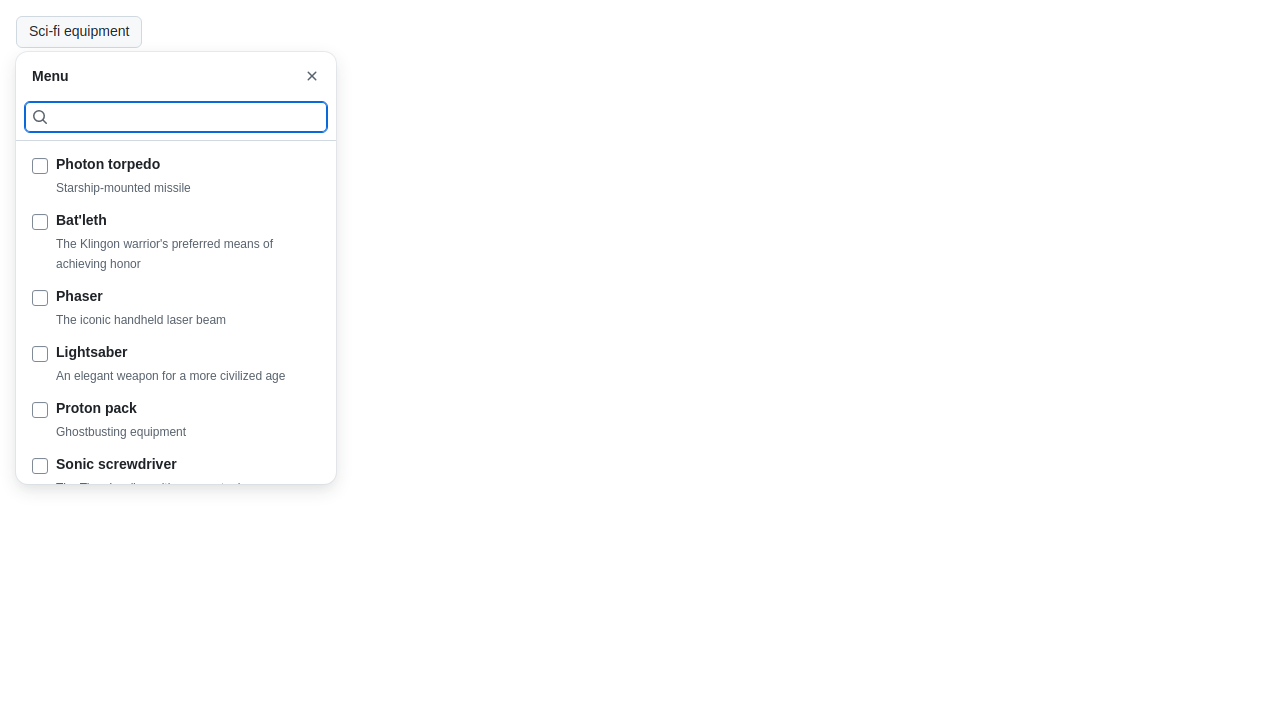 Sci-fi equipment
Menu
Photon torpedo
Starship-mounted missile
Bat'leth
The Klingon warrior's preferred means of
achieving honor
Phaser
The iconic handheld laser beam
Lightsaber
An elegant weapon for a more civilized age
Proton pack
Ghostbusting equipment
Sonic screwdriver